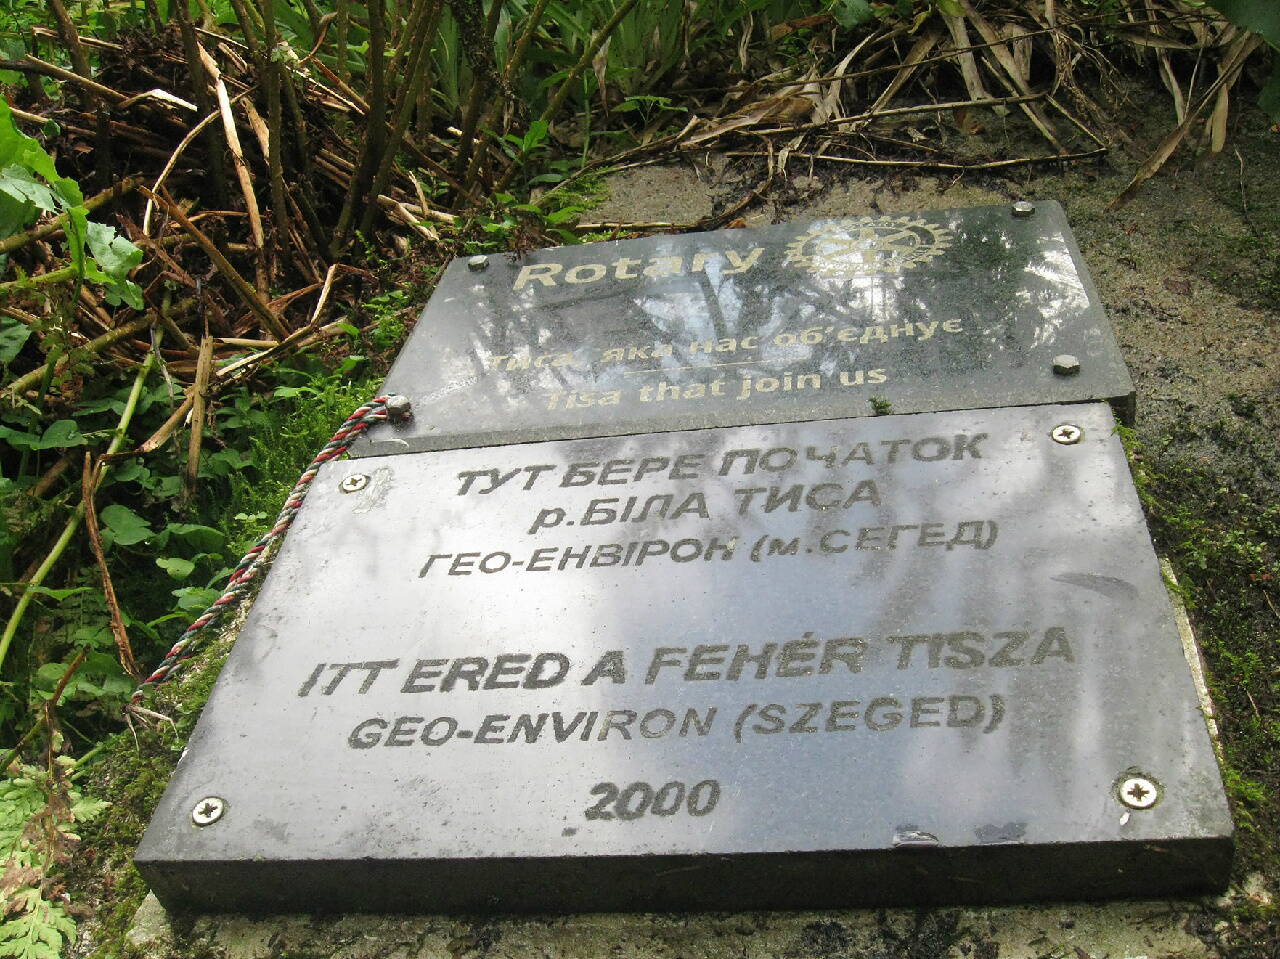 Rotary
Тиса, яка нас об'єднує
Tisa that join us
ТУТ БЕРЕ ПОЧАТОК
р.БІЛА ТИСА
ГЕО-ЕНВІРОН (м.СЕГЕД)
ITT ERED A FEHÉR TISZA
GEO-ENVIRON (SZEGED)
2000